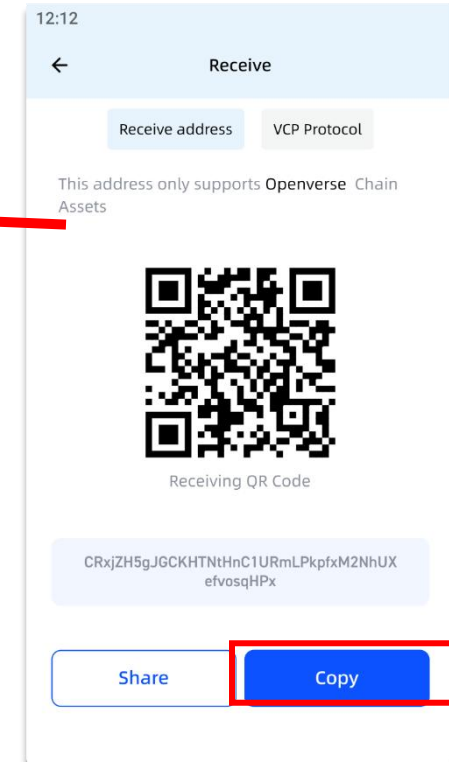 12:12
Receive
Receive address
VCP Protocol
This address only supports Openverse Chain
Assets
Receiving QR Code
CRxjZH5gJGCKHTNtHnC1URmLPkpfxM2NhUX
efvosqHPx
Share
Copy